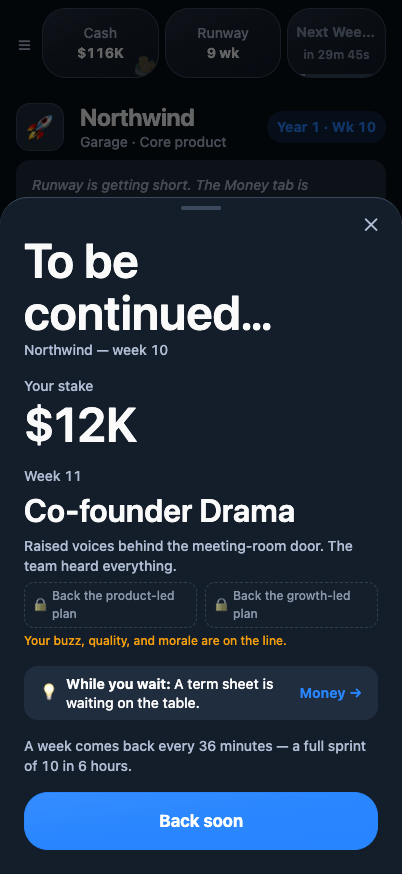 Cash
$116K
Runway
9 wk
Next Wee...
in 29m 45s
Northwind
Garage · Core product
Year 1 · Wk 10
Runway is getting short. The Money tab is
To be
continued...
Northwind — week 10
Your stake
$12K
Week 11
Co-founder Drama
Raised voices behind the meeting-room door. The
team heard everything.
Back the product-led
plan
Back the growth-led
plan
Your buzz, quality, and morale are on the line.
While you wait: A term sheet is
waiting on the table.
Money →
A week comes back every 36 minutes — a full sprint
of 10 in 6 hours.
Back soon